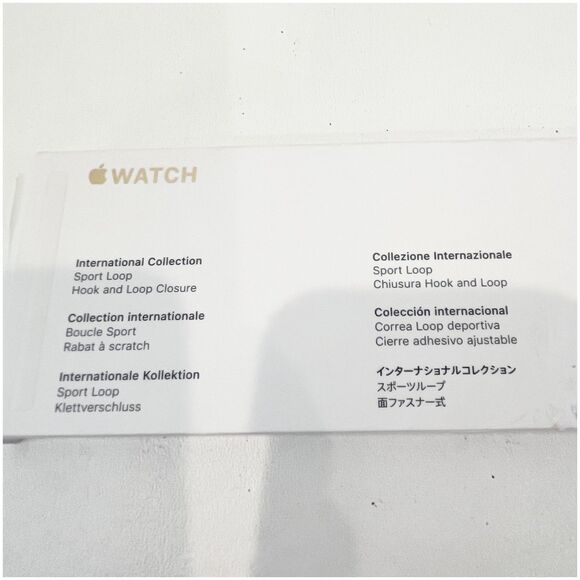 WATCH
International Collection
Sport Loop
Hook and Loop Closure
Collection internationale
Boucle Sport
Rabat à scratch
Internationale Kollektion
Sport Loop
Klettverschluss
Collezione Internazionale
Sport Loop
Chiusura Hook and Loop
Colección internacional
Correa Loop deportiva
Cierre adhesivo ajustable
インターナショナルコレクション
スポーツループ
面ファスナー式